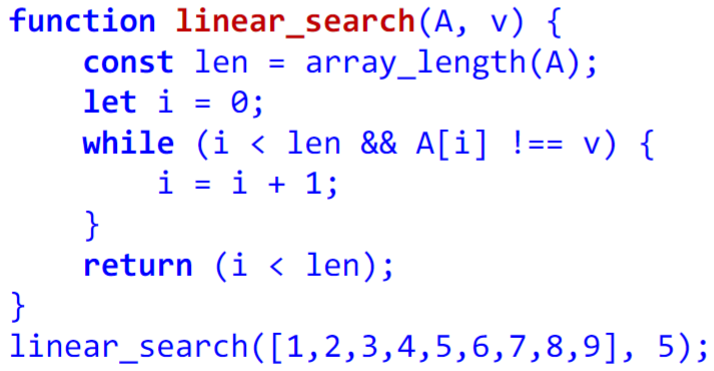 function linear_search(A, v) {
    const len = array_length(A);
    let i = 0;
    while (i < len && A[i] !== v) {
        i = i + 1;
    }
    return (i < len);
}
linear_search([1,2,3,4,5,6,7,8,9], 5);